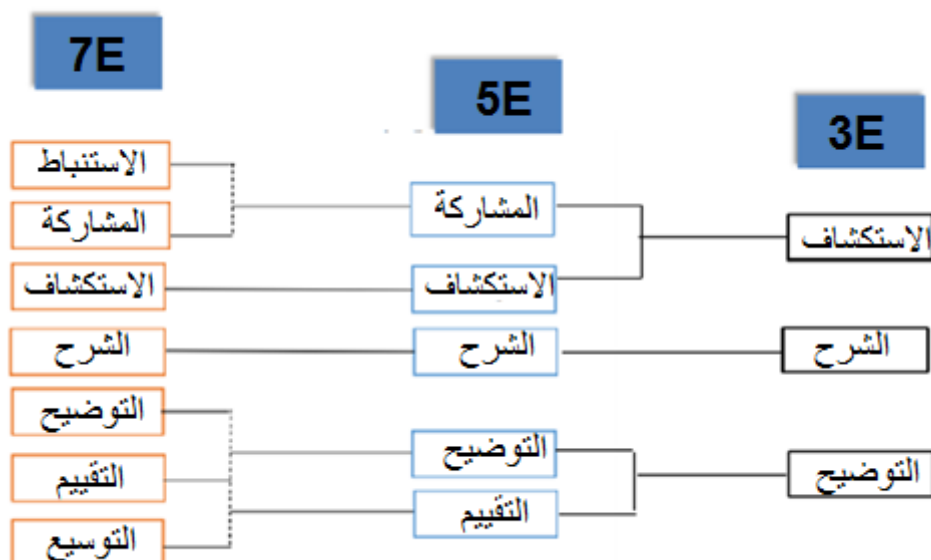 7E
الاستنباط
المشاركة
الاستكشاف
الشرح
التوضيح
التقييم
التوسيع
5E
المشاركة
الاستكشاف
الشرح
التوضيح
التقييم
3E
الاستكشاف
الشرح
التوضيح